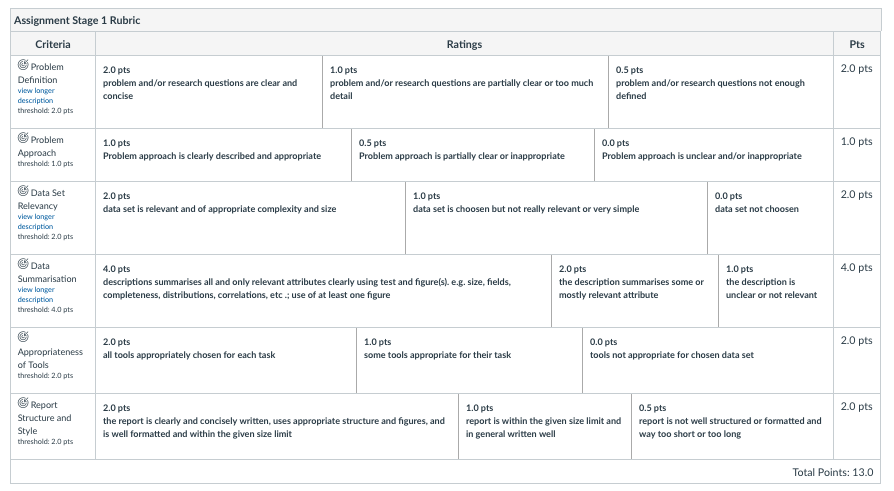 Assignment Stage 1 Rubric
Criteria
Ratings
Pts
Problem
Definition
view longer
description
threshold: 2.0 pts
2.0 pts
problem and/or research questions are clear and
concise
1.0 pts
problem and/or research questions are partially clear or too much
detail
0.5 pts
problem and/or research questions not enough
defined
2.0 pts
Problem
Approach
threshold: 1.0 pts
1.0 pts
Problem approach is clearly described and appropriate
0.5 pts
Problem approach is partially clear or inappropriate
0.0 pts
Problem approach is unclear and/or inappropriate
1.0 pts
Data Set
Relevancy
view longer
description
threshold: 2.0 pts
2.0 pts
data set is relevant and of appropriate complexity and size
1.0 pts
data set is choosen but not really relevant or very simple
0.0 pts
data set not choosen
2.0 pts
Data
Summarisation
view longer
description
threshold: 4.0 pts
4.0 pts
descriptions summarises all and only relevant attributes clearly using test and figure(s). e.g. size, fields,
completeness, distributions, correlations, etc .; use of at least one figure
2.0 pts
the description summarises some or
mostly relevant attribute
1.0 pts
the description is
unclear or not relevant
4.0 pts
Appropriateness
of Tools
threshold: 2.0 pts
2.0 pts
all tools appropriately chosen for each task
1.0 pts
some tools appropriate for their task
0.0 pts
tools not appropriate for chosen data set
2.0 pts
Report
Structure and
Style
threshold: 2.0 pts
2.0 pts
the report is clearly and concisely written, uses appropriate structure and figures, and
is well formatted and within the given size limit
1.0 pts
report is within the given size limit and
in general written well
0.5 pts
report is not well structured or formatted and
way too short or too long
2.0 pts
Total Points: 13.0